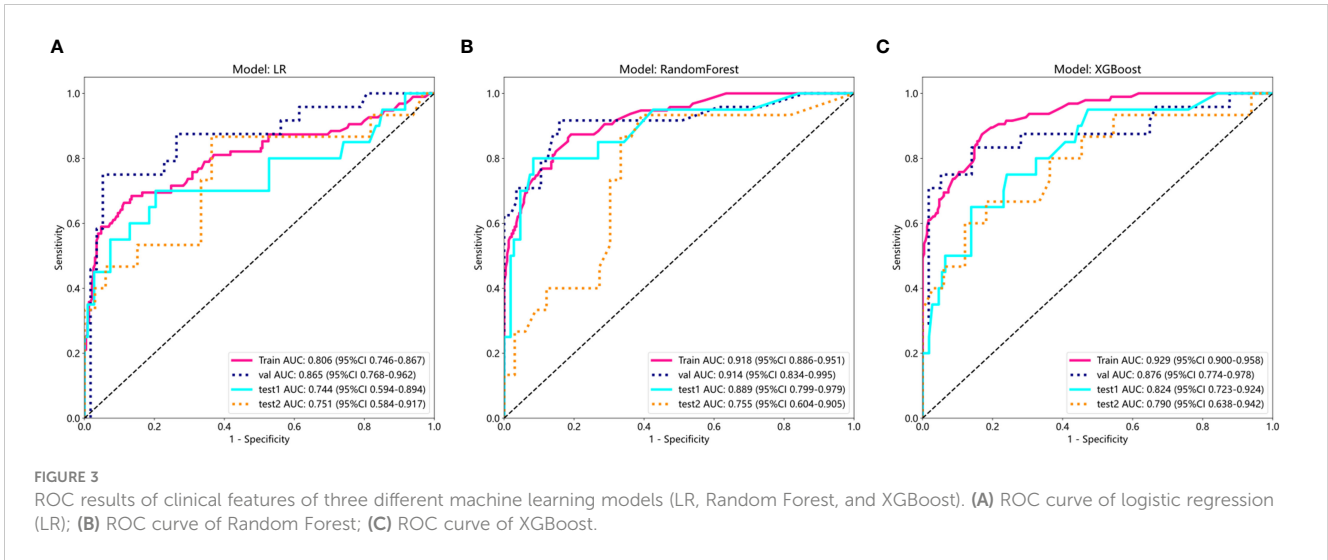 A
Model: LR
1.0
0.8
0.6
0.4
0.2
0.0
Sensitivity
0.0 0.2 0.4 0.6 0.8 1.0
1 - Specificity
Train AUC: 0.806 (95%CI 0.746-0.867)
val AUC: 0.865 (95%CI 0.768-0.962)
test1 AUC: 0.744 (95%CI 0.594-0.894)
test2 AUC: 0.751 (95%CI 0.584-0.917)
B
Model: RandomForest
1.0
0.8
0.6
0.4
0.2
0.0
Sensitivity
0.0 0.2 0.4 0.6 0.8 1.0
1 - Specificity
Train AUC: 0.918 (95%CI 0.886-0.951)
val AUC: 0.914 (95%CI 0.834-0.995)
test1 AUC: 0.889 (95%CI 0.799-0.979)
test2 AUC: 0.755 (95%CI 0.604-0.905)
C
Model: XGBoost
1.0
0.8
0.6
0.4
0.2
0.0
Sensitivity
0.0 0.2 0.4 0.6 0.8 1.0
1 - Specificity
Train AUC: 0.929 (95%CI 0.900-0.958)
val AUC: 0.876 (95%CI 0.774-0.978)
test1 AUC: 0.824 (95%CI 0.723-0.924)
test2 AUC: 0.790 (95%CI 0.638-0.942)
FIGURE 3
ROC results of clinical features of three different machine learning models (LR, Random Forest, and XGBoost). (A) ROC curve of logistic regression
(LR); (B) ROC curve of Random Forest; (C) ROC curve of XGBoost.